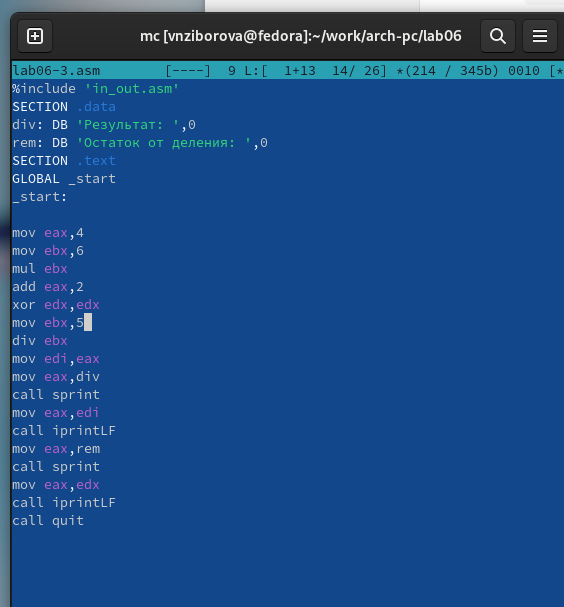 mc [vnziborova@fedora]:~/work/arch-pc/lab06
lab06-3.asm [----] 9 L:[ 1+13 14/ 26] *(214 / 345b) 0010 [*
%include 'in_out.asm'
SECTION .data
div: DB 'Результат: ',0
rem: DB 'Остаток от деления: ',0
SECTION .text
GLOBAL _start
_start:
mov eax,4
mov ebx,6
mul ebx
add eax,2
xor edx,edx
mov ebx,5
div ebx
mov edi,eax
mov eax,div
call sprint
mov eax,edi
call iprintLF
mov eax,rem
call sprint
mov eax,edx
call iprintLF
call quit